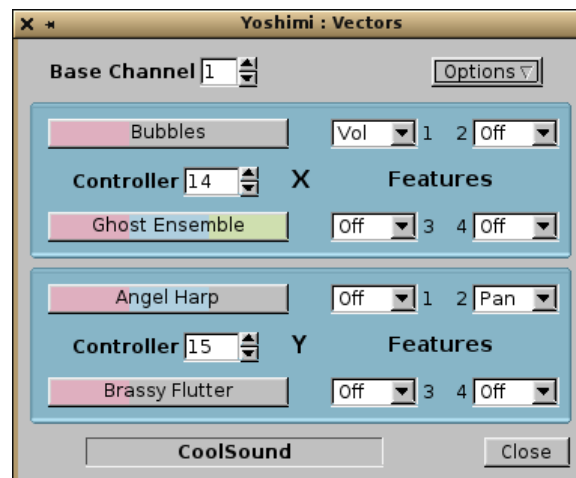 Yoshimi : Vectors
Base Channel 1 Options
Bubbles Vol 1 2 Off
Controller 14 X Features
Ghost Ensemble Off 3 4 Off
Angel Harp Off 1 2 Pan
Controller 15 Y Features
Brassy Flutter Off 3 4 Off
CoolSound Close